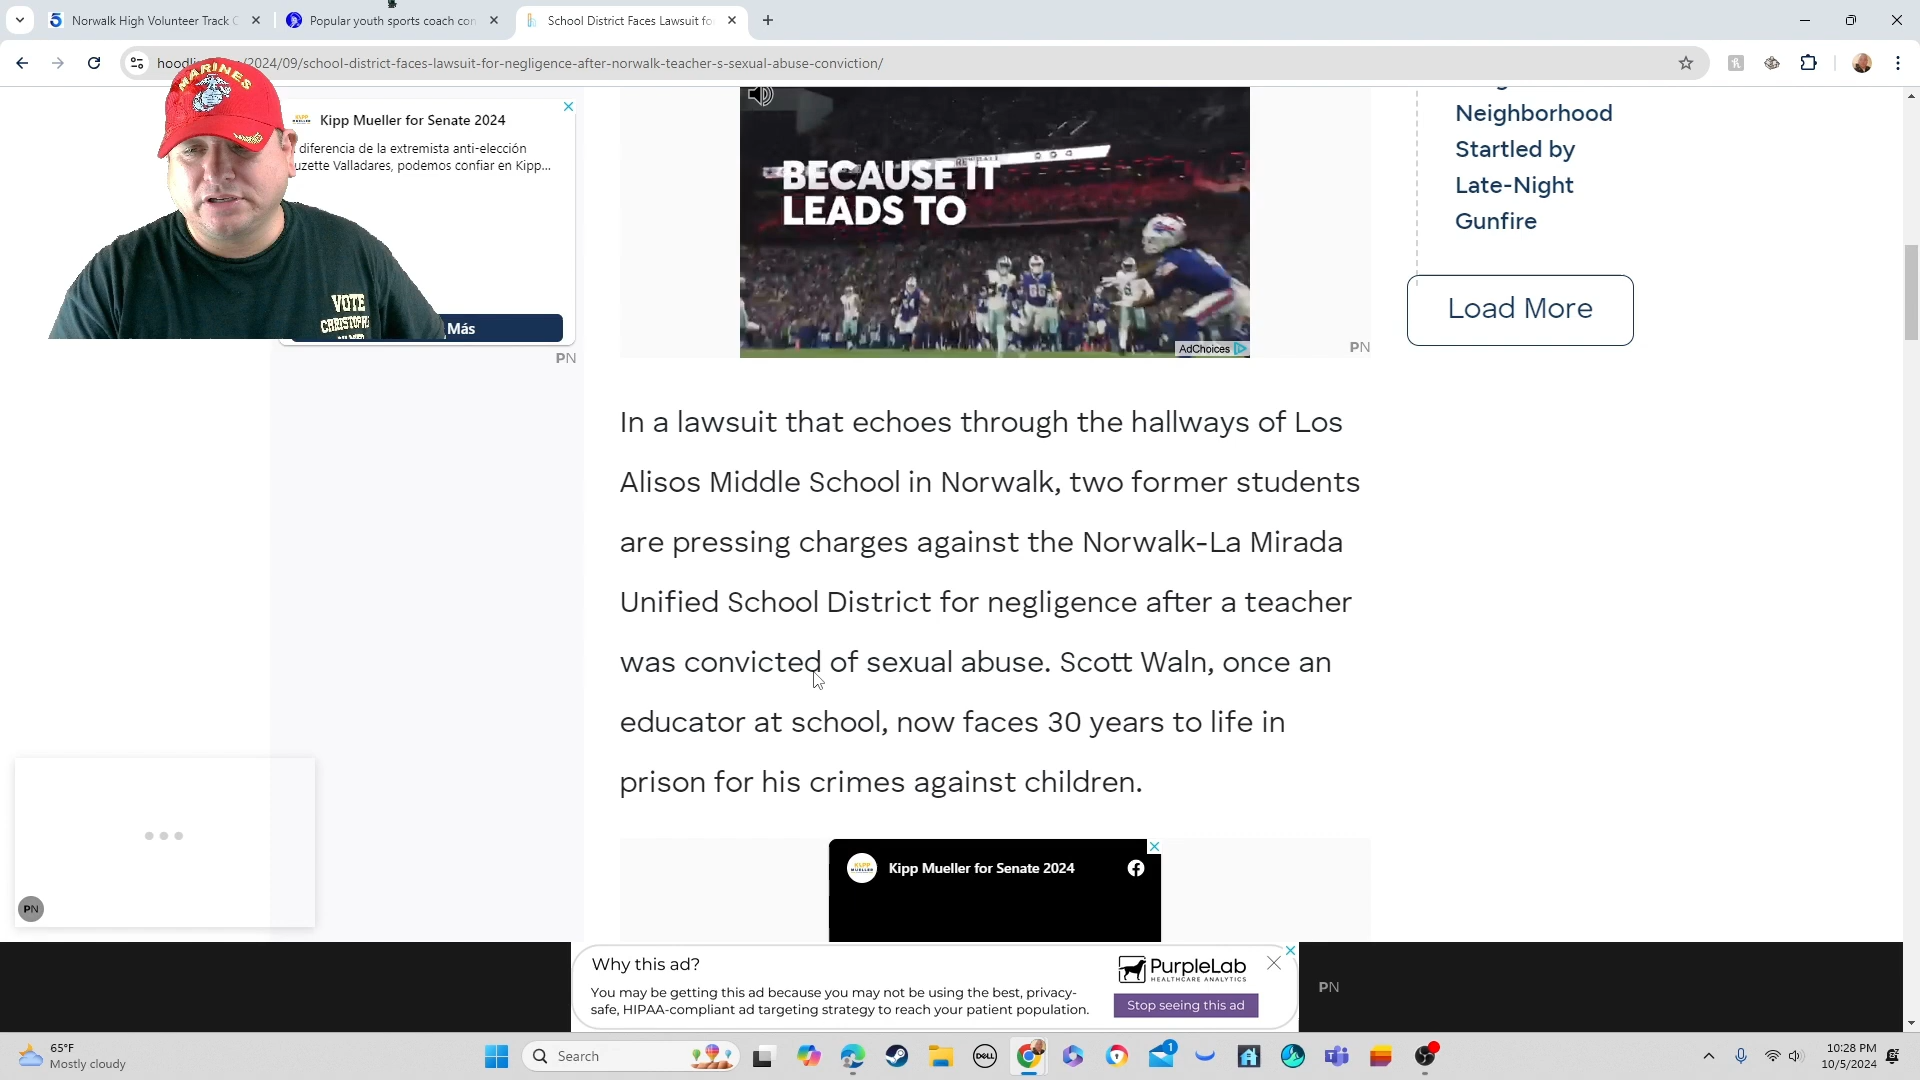 Norwalk High Volunteer Track C
Popular youth sports coach con
School District Faces Lawsuit fo
2024/09/school-district-faces-lawsuit-for-negligence-after-norwalk-teacher-s-sexual-abuse-conviction/
MARINES
Kipp Mueller for Senate 2024
diferencia de la extremista anti-elección
uzette Valladares, podemos confiar en Kipp...
VOTE
Más
PN
BECAUSE IT
LEADS TO
AdChoices
PN
Neighborhood
Startled by
Late-Night
Gunfire
Load More
In a lawsuit that echoes through the hallways of Los
Alisos Middle School in Norwalk, two former students
are pressing charges against the Norwalk-La Mirada
Unified School District for negligence after a teacher
was convicted of sexual abuse. Scott Waln, once an
educator at school, now faces 30 years to life in
prison for his crimes against children.
PN
KIPP
MUELLER
Kipp Mueller for Senate 2024
Why this ad?
You may be getting this ad because you may not be using the best, privacy-
safe, HIPAA-compliant ad targeting strategy to reach your patient population.
PurpleLab
HEALTHCARE ANALYTICS
Stop seeing this ad
PN
65°F
Mostly cloudy
Search
DELL
1
10:28 PM
10/5/2024